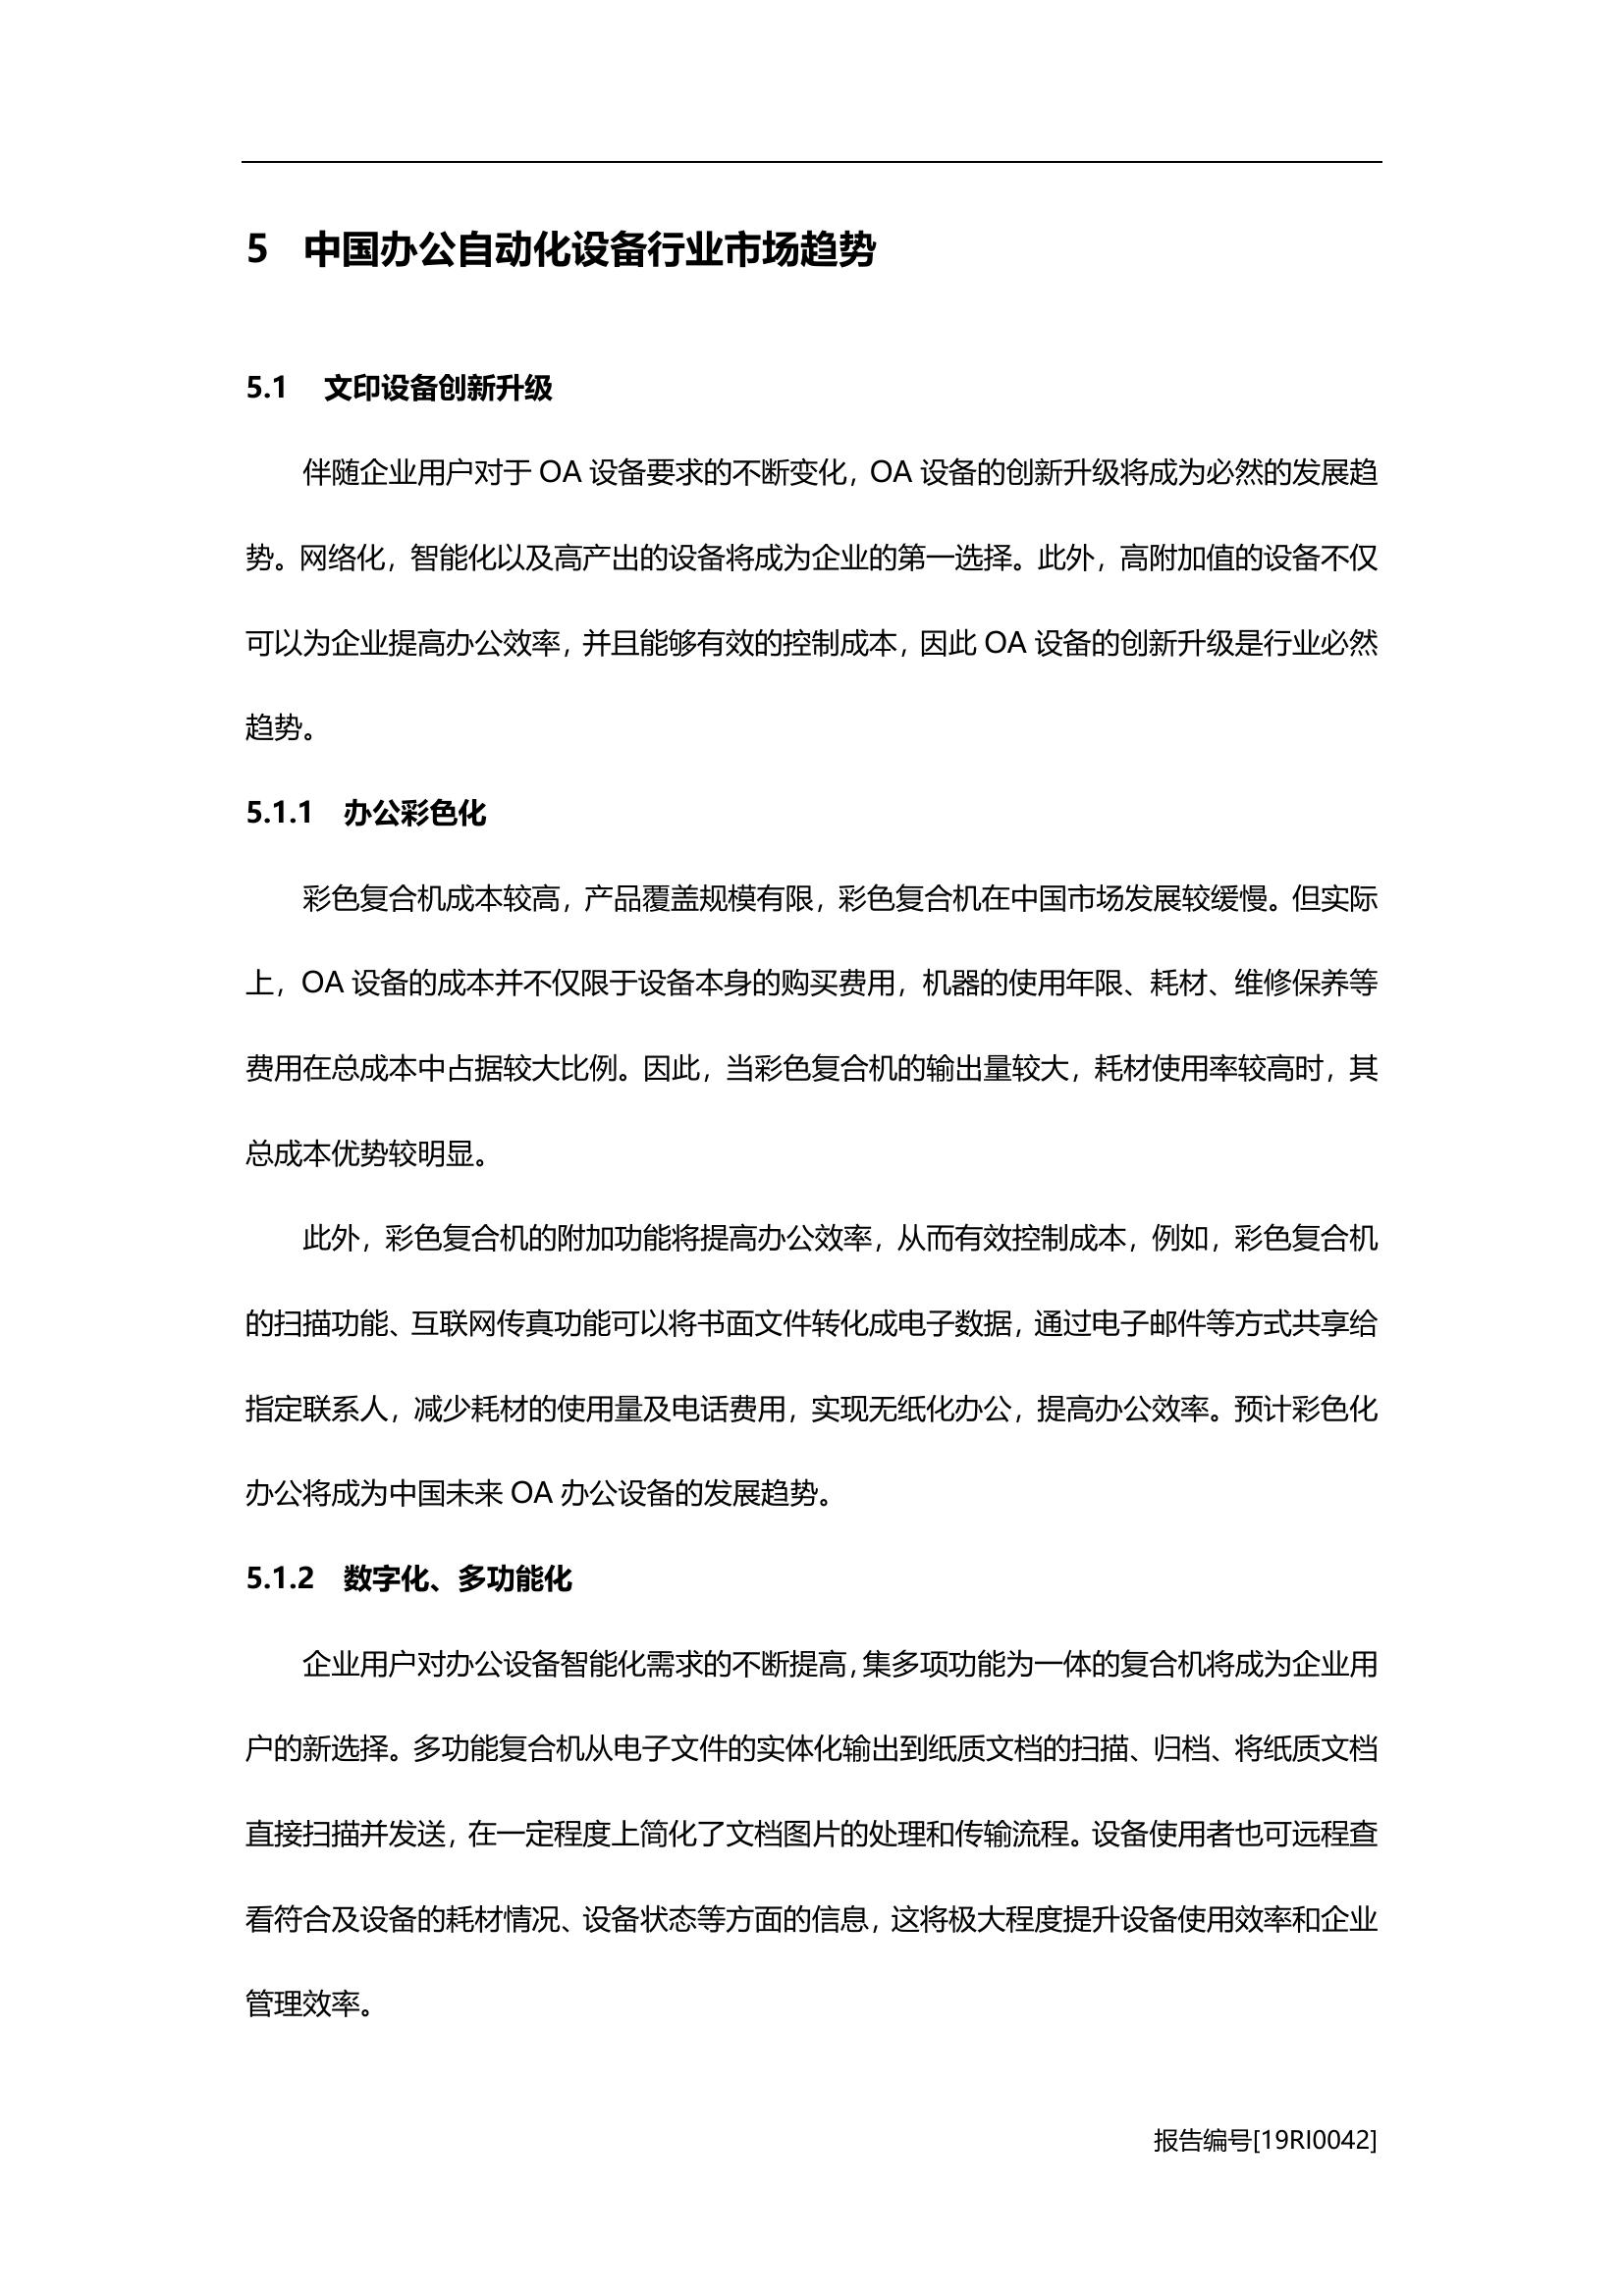 5 中国办公自动化设备行业市场趋势
5.1 文印设备创新升级
伴随企业用户对于 OA 设备要求的不断变化，OA 设备的创新升级将成为必然的发展趋
势。网络化，智能化以及高产出的设备将成为企业的第一选择。此外，高附加值的设备不仅
可以为企业提高办公效率，并且能够有效的控制成本，因此 OA 设备的创新升级是行业必然
趋势。
5.1.1 办公彩色化
彩色复合机成本较高，产品覆盖规模有限，彩色复合机在中国市场发展较缓慢。但实际
上，OA 设备的成本并不仅限于设备本身的购买费用，机器的使用年限、耗材、维修保养等
费用在总成本中占据较大比例。因此，当彩色复合机的输出量较大，耗材使用率较高时，其
总成本优势较明显。
此外，彩色复合机的附加功能将提高办公效率，从而有效控制成本，例如，彩色复合机
的扫描功能、互联网传真功能可以将书面文件转化成电子数据，通过电子邮件等方式共享给
指定联系人，减少耗材的使用量及电话费用，实现无纸化办公，提高办公效率。预计彩色化
办公将成为中国未来 OA 办公设备的发展趋势。
5.1.2 数字化、多功能化
企业用户对办公设备智能化需求的不断提高，集多项功能为一体的复合机将成为企业用
户的新选择。多功能复合机从电子文件的实体化输出到纸质文档的扫描、归档、将纸质文档
直接扫描并发送，在一定程度上简化了文档图片的处理和传输流程。设备使用者也可远程查
看符合及设备的耗材情况、设备状态等方面的信息，这将极大程度提升设备使用效率和企业
管理效率。
报告编号[19RI0042]